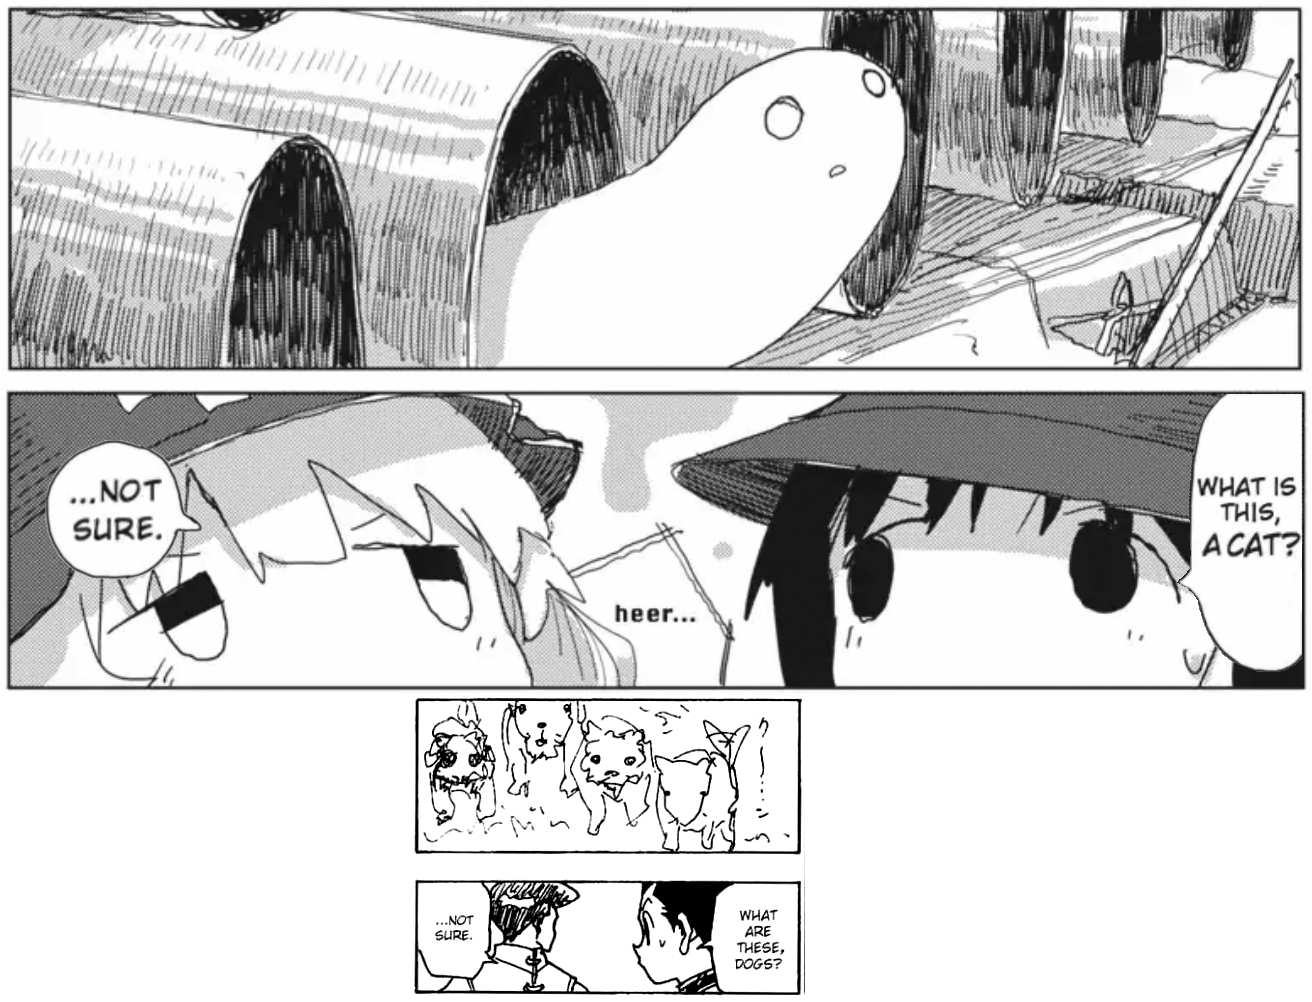 WHAT IS
THIS,
A CAT?
...NOT
SURE.
heer...
WHAT
ARE
THESE,
DOGS?
...NOT
SURE.